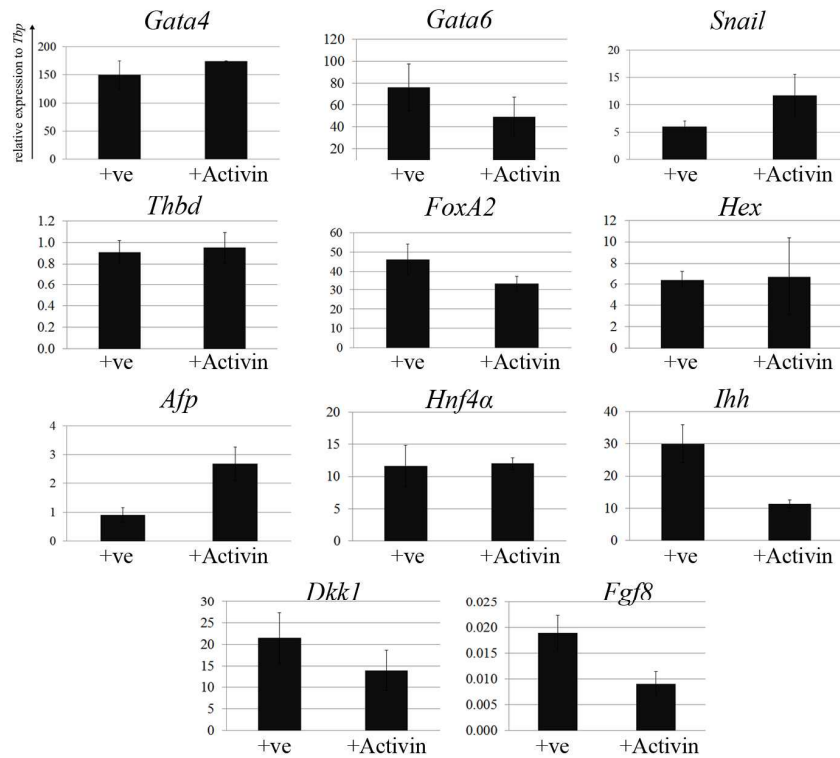 relative expression to Tbp
Gata4
200
150
100
50
0
+ve
+Activin
Gata6
120
100
80
60
40
20
+ve
+Activin
Snail
20
15
10
5
0
+ve
+Activin
Thbd
1.2
1.0
0.8
0.6
0.4
0.2
0.0
+ve
+Activin
FoxA2
60
50
40
30
20
10
0
+ve
+Activin
Hex
12
10
8
6
4
2
0
+ve
+Activin
Afp
4
3
2
1
0
+ve
+Activin
Hnf4α
20
15
10
5
0
+ve
+Activin
Ihh
40
30
20
10
0
+ve
+Activin
Dkk1
30
25
20
15
10
5
0
+ve
+Activin
Fgf8
0.025
0.020
0.015
0.010
0.005
0.000
+ve
+Activin